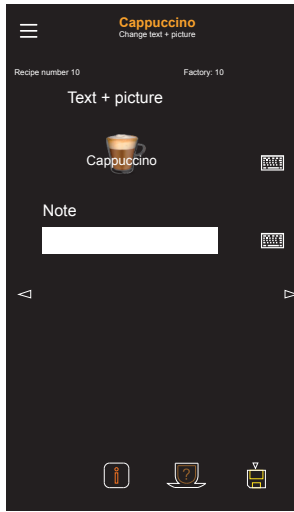 Cappuccino
Change text + picture
Recipe number 10
Factory: 10
Text + picture
Cappuccino
Note
i
?